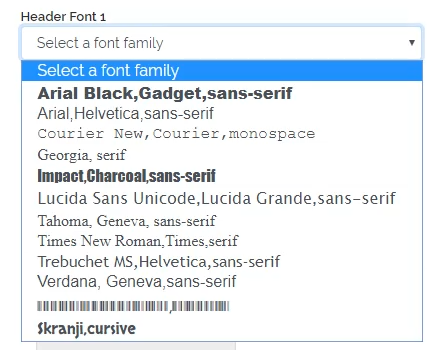 Header Font 1
Select a font family
Select a font family
Arial Black,Gadget,sans-serif
Arial,Helvetica,sans-serif
Courier New,Courier,monospace
Georgia, serif
Impact,Charcoal,sans-serif
Lucida Sans Unicode,Lucida Grande,sans-serif
Tahoma, Geneva, sans-serif
Times New Roman,Times,serif
Trebuchet MS,Helvetica,sans-serif
Verdana, Geneva,sans-serif
Skranji,cursive